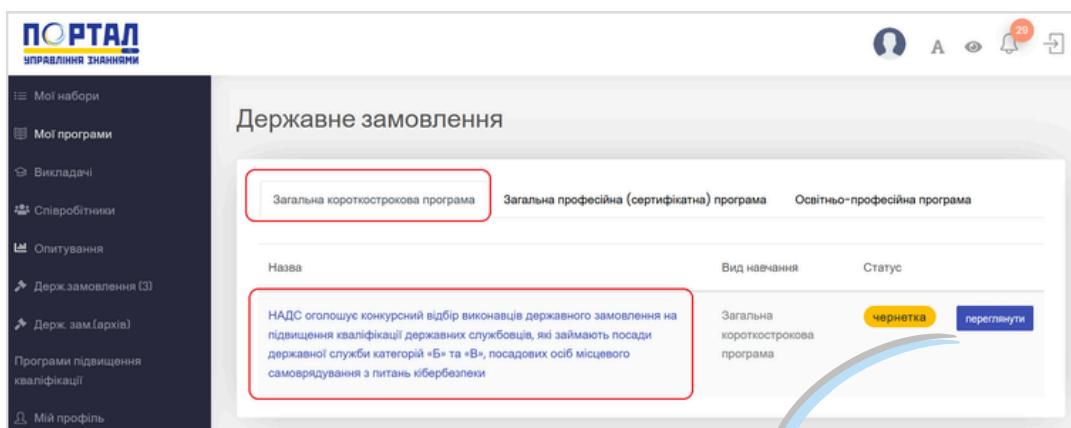 ПОРТАЛ
УПРАВЛІННЯ ЗНАННЯМИ
A
29
Мої набори
Мої програми
Викладачі
Співробітники
Опитування
Держ.замовлення (3)
Держ. зам.(архів)
Програми підвищення
кваліфікації
Мій профіль
Державне замовлення
Загальна короткострокова програма Загальна професійна (сертифікатна) програма Освітньо-професійна програма
Назва Вид навчання Статус
НАДС оголошує конкурсний відбір виконавців державного замовлення на
підвищення кваліфікації державних службовців, які займають посади
державної служби категорій «Б» та «В», посадових осіб місцевого
самоврядування з питань кібербезпеки
Загальна
короткострокова
програма
чернетка
переглянути